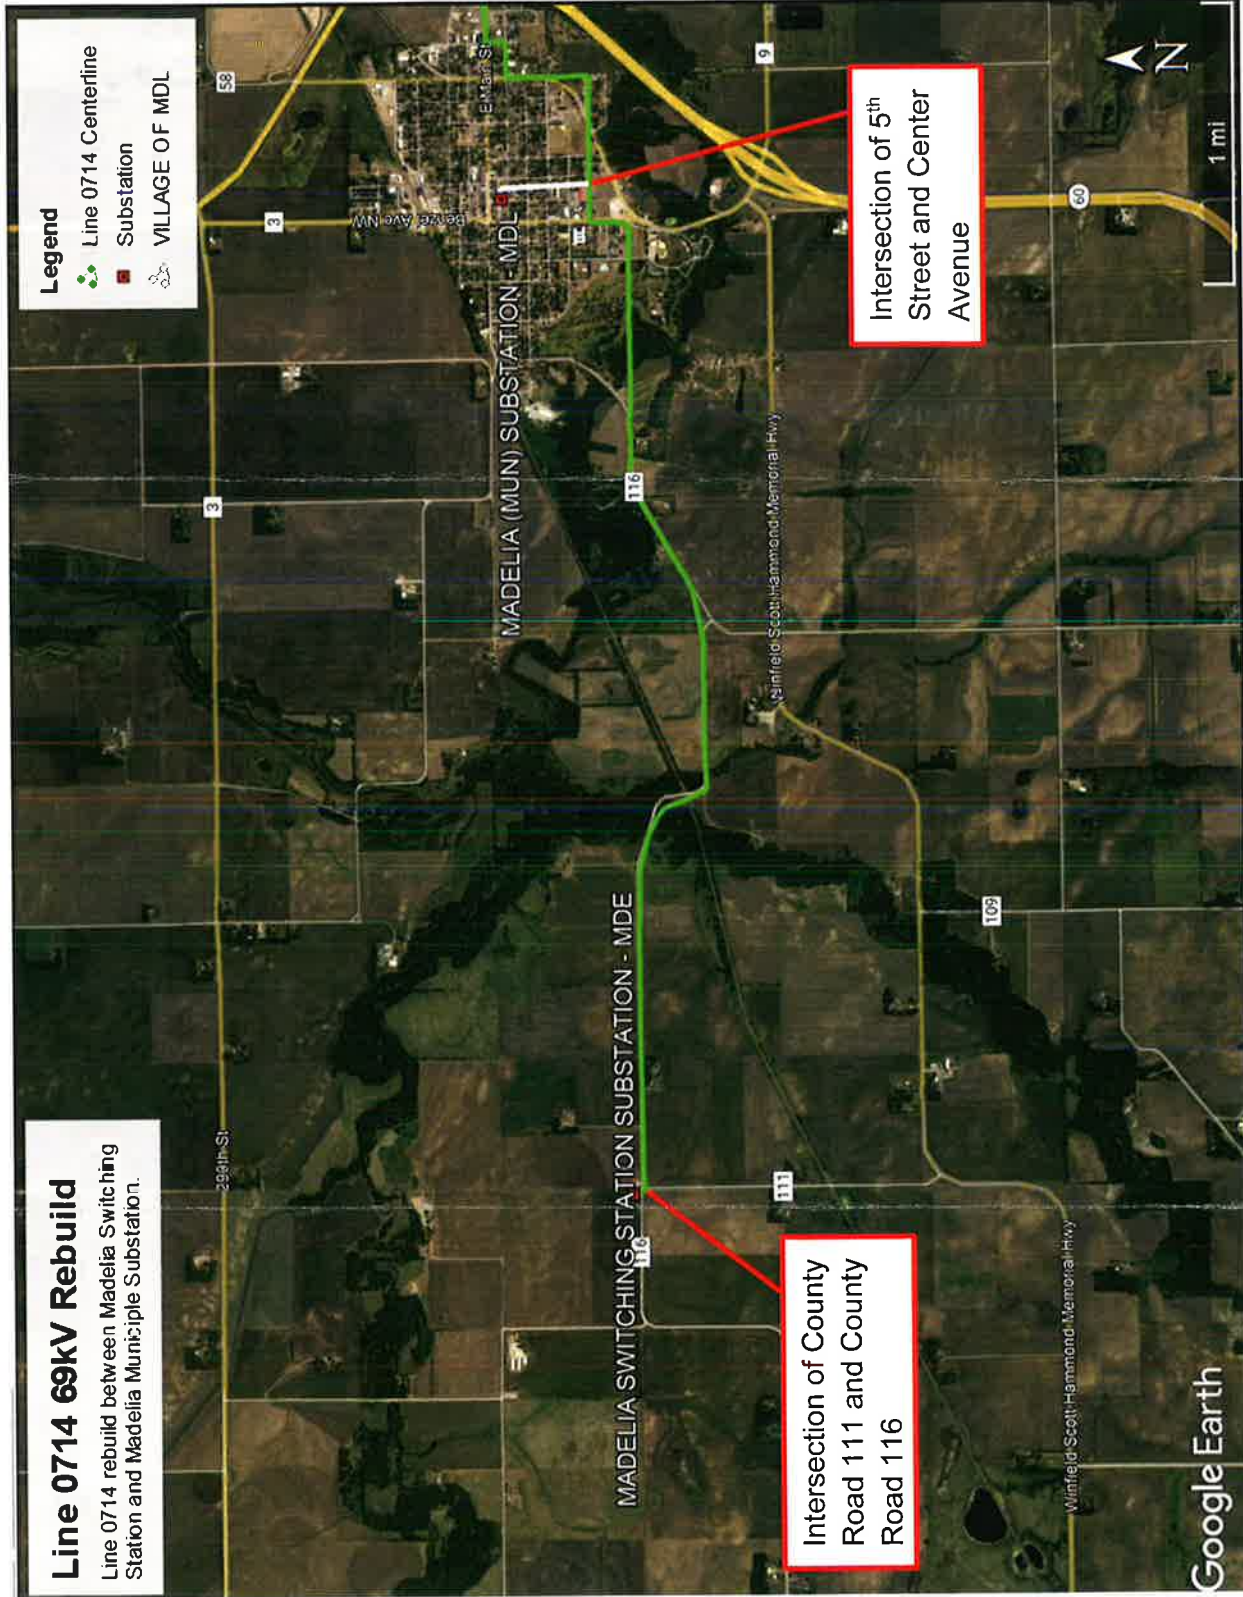 Line 0714 69kV Rebuild
Line 0714 rebuild between Madelia Switching
Station and Madelia Municiple Substation.
Legend
Line 0714 Centerline
Substation
VILLAGE OF MDL
299th St
3
3
58
Benzel Ave NW
E Main St
9
60
MADELIA (MUN) SUBSTATION - MDL
MADELIA SWITCHING STATION SUBSTATION - MDE
116
116
111
109
Winfield Scott Hammond Memorial Hwy
Winfield Scott Hammond Memorial Hwy
Intersection of County
Road 111 and County
Road 116
Intersection of 5th
Street and Center
Avenue
N
1 mi
Google Earth